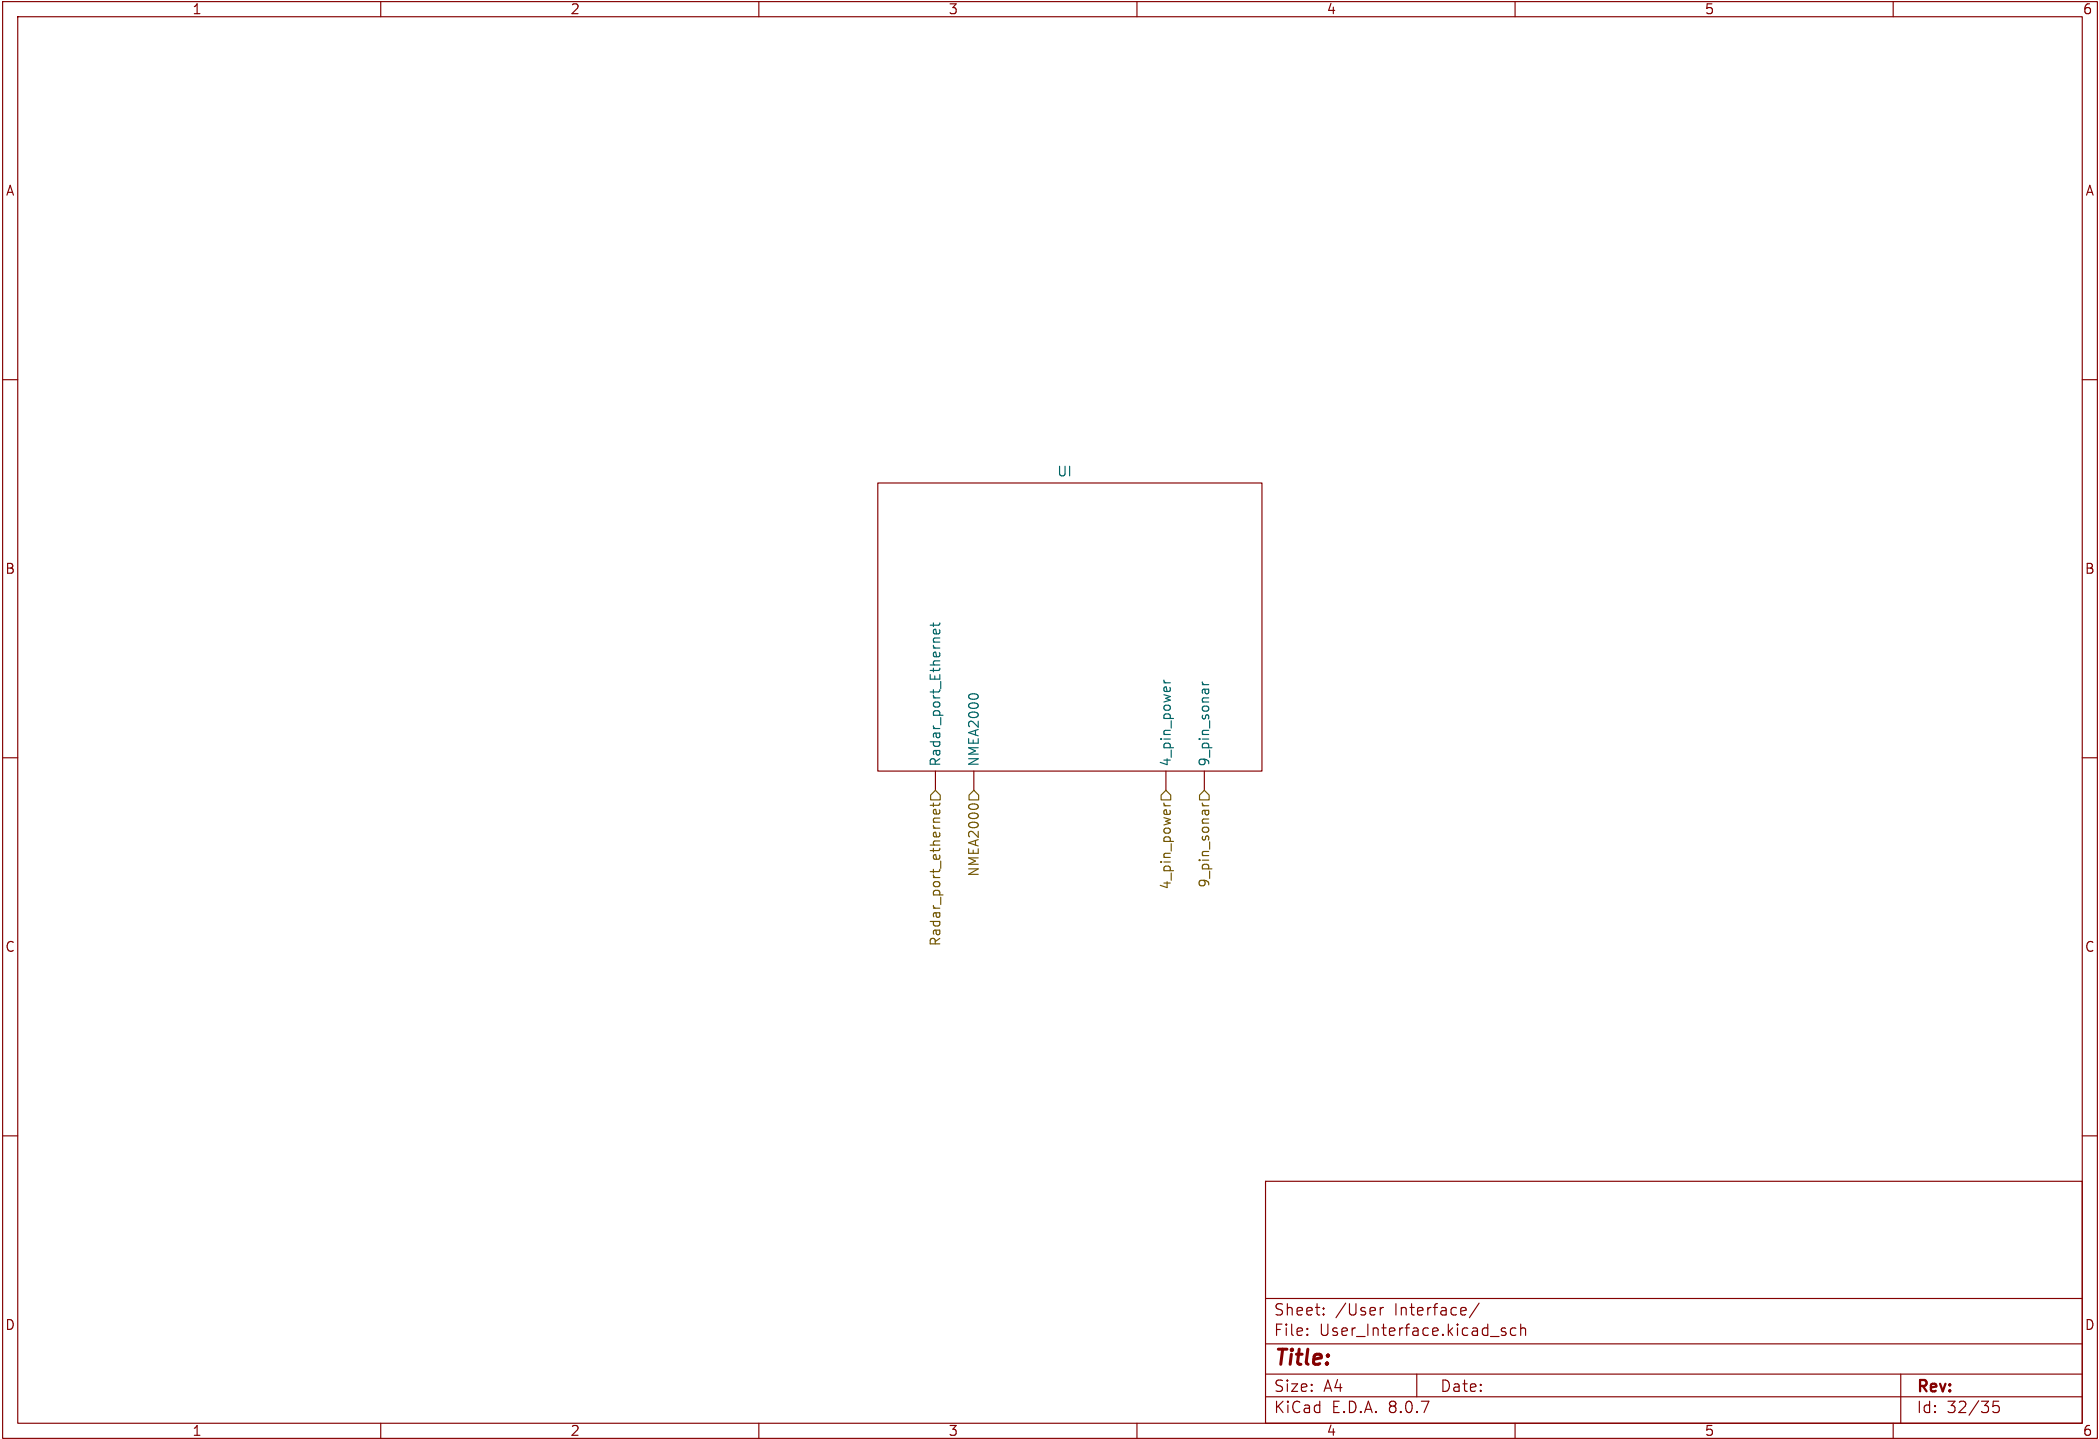 1 2 3 4 5 6
A A
UI
B B
Radar_port_Ethernet
NMEA2000
4_pin_power
9_pin_sonar
Radar_port_ethernet
NMEA2000
4_pin_power
9_pin_sonar
C C
Sheet: /User Interface/
File: User_Interface.kicad_sch
D D
Title:
Size: A4 Date: Rev:
KiCad E.D.A. 8.0.7 Id: 32/35
1 2 3 4 5 6